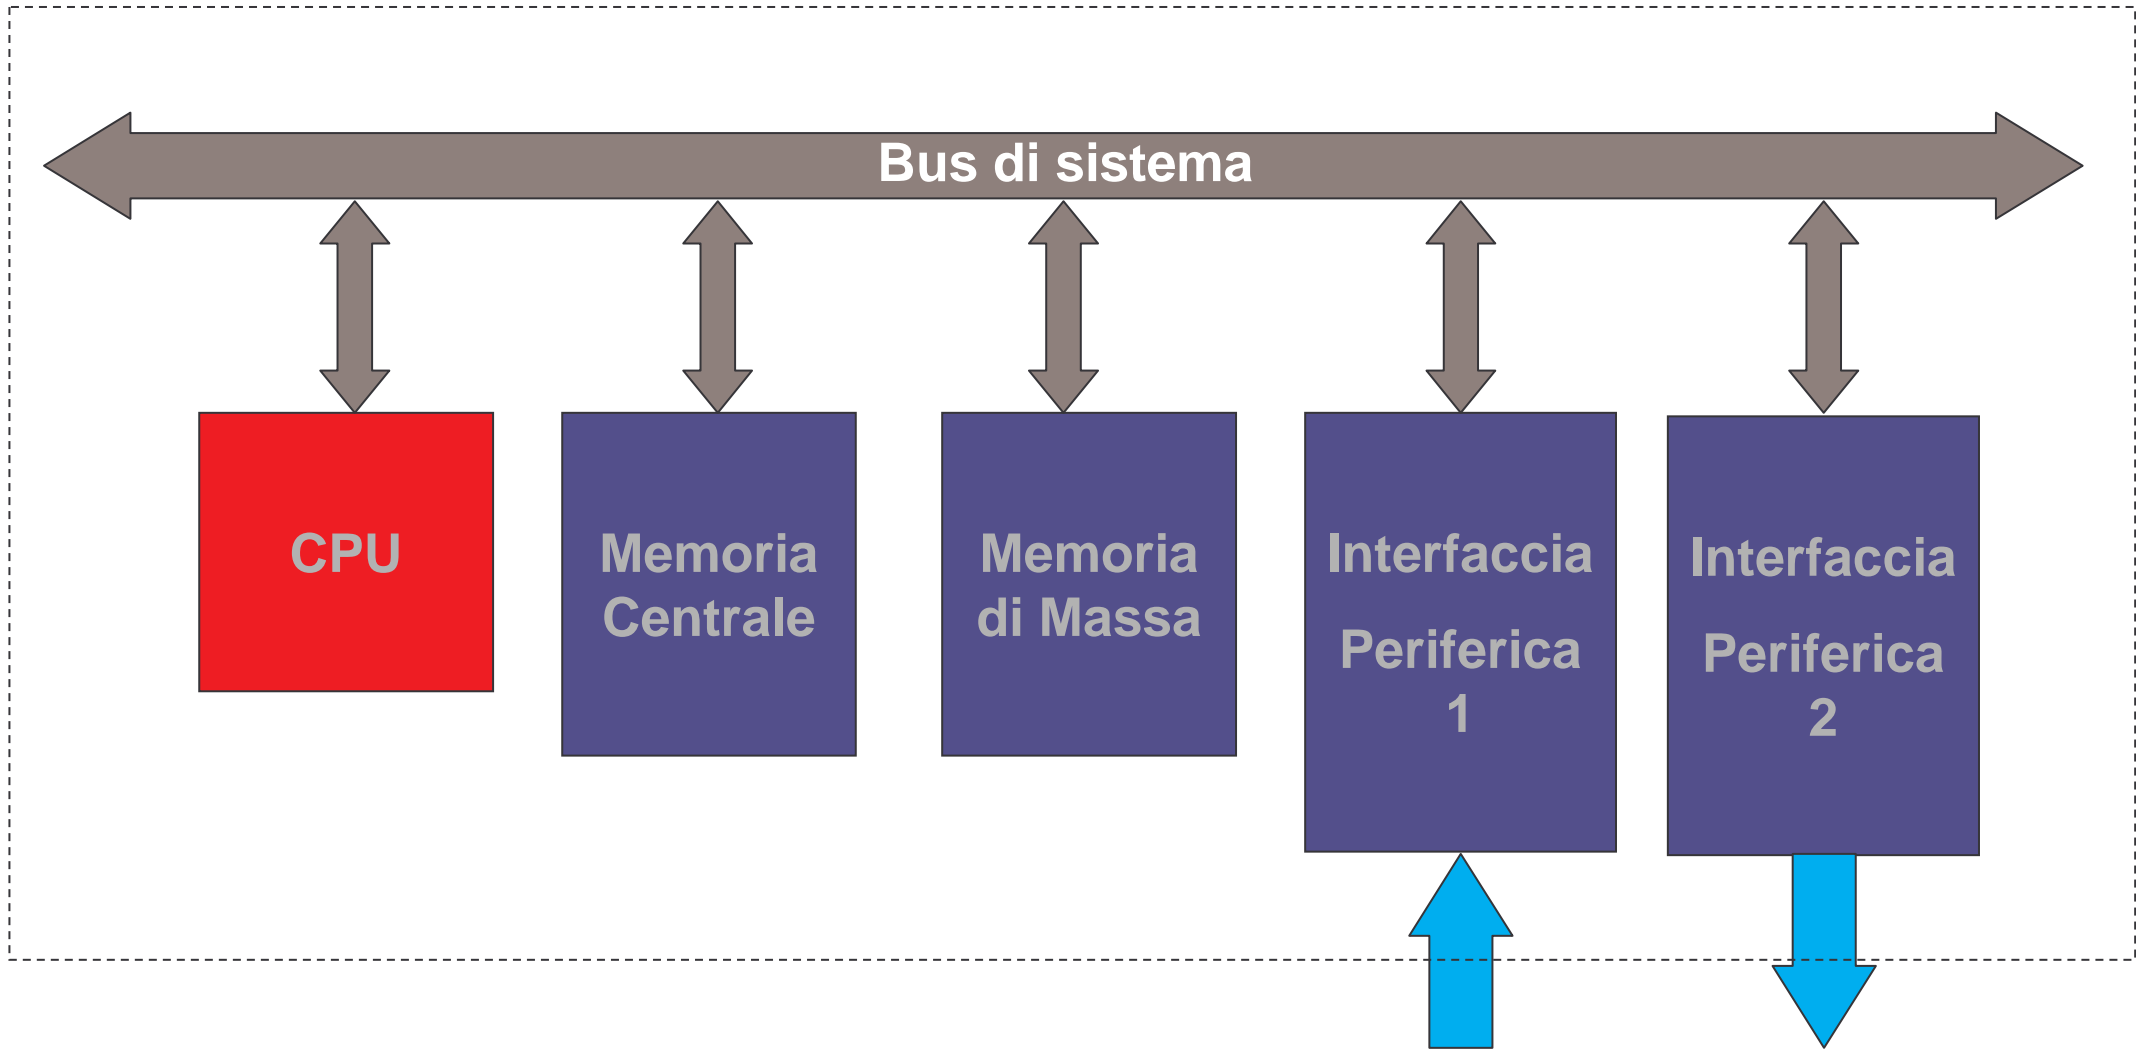 Bus di sistema
CPU
Memoria
Centrale
Memoria
di Massa
Interfaccia
Periferica
1
Interfaccia
Periferica
2